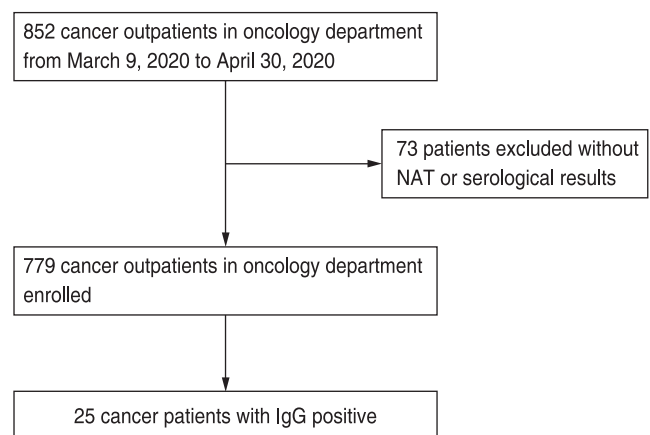 852 cancer outpatients in oncology department
from March 9, 2020 to April 30, 2020
73 patients excluded without
NAT or serological results
779 cancer outpatients in oncology department
enrolled
25 cancer patients with IgG positive